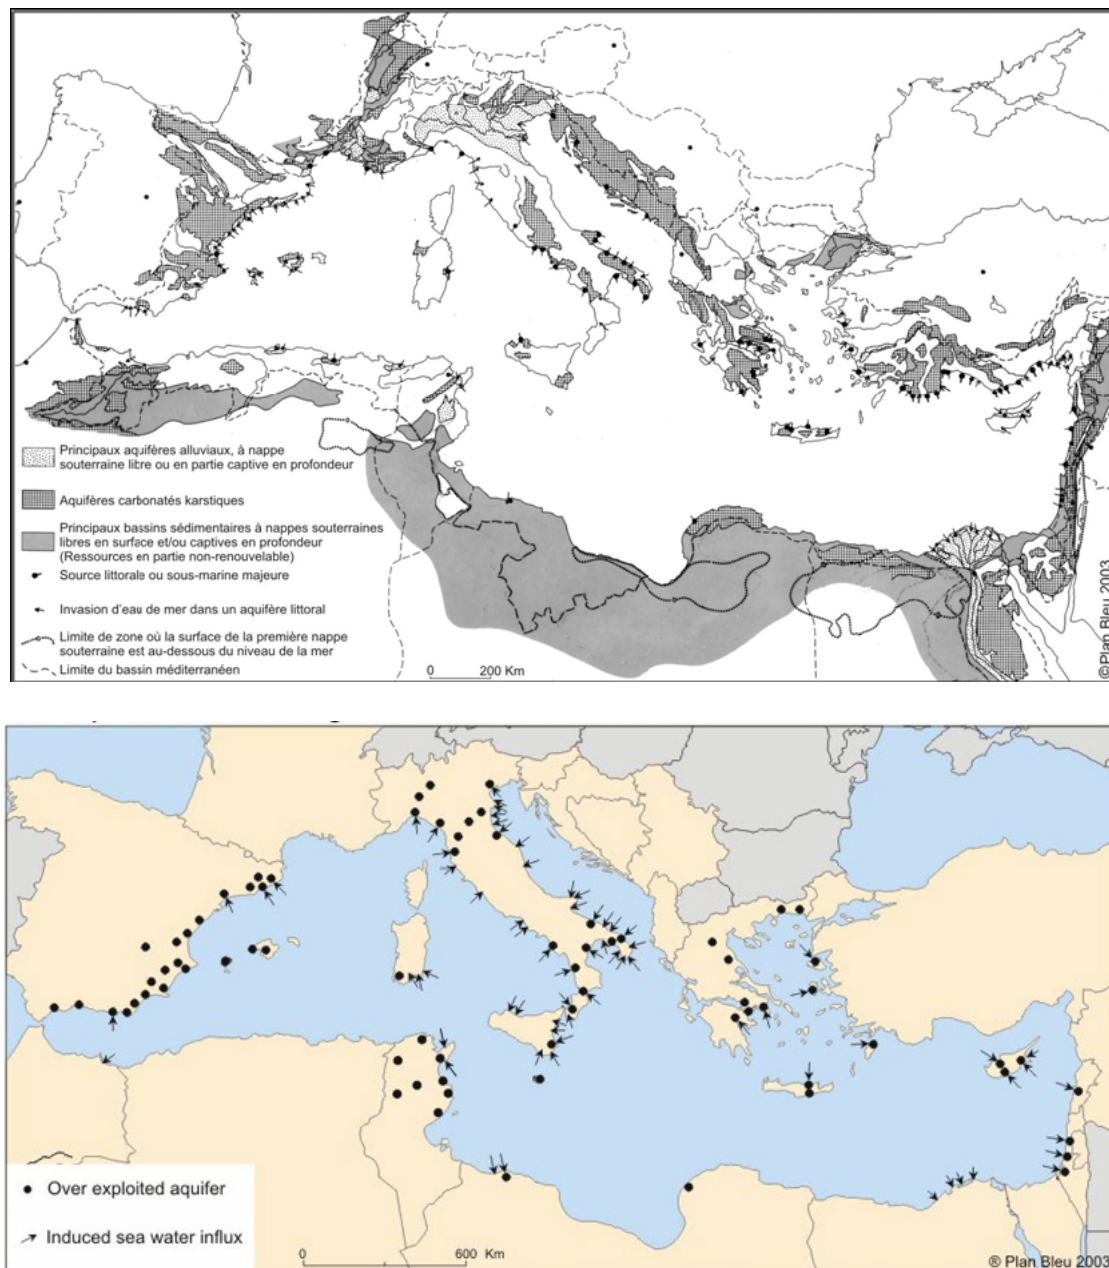 Principaux aquifères alluviaux, à nappe
souterraine libre ou en partie captive en profondeur
Aquifères carbonatés karstiques
Principaux bassins sédimentaires à nappes souterraines
libres en surface et/ou captives en profondeur
(Ressources en partie non-renouvelable)
Source littorale ou sous-marine majeure
Invasion d'eau de mer dans un aquifère littoral
Limite de zone où la surface de la première nappe
souterraine est au-dessous du niveau de la mer
Limite du bassin méditerranéen
0 200 Km
©Plan Bleu 2003
Over exploited aquifer
Induced sea water influx
0 600 Km
® Plan Bleu 2003